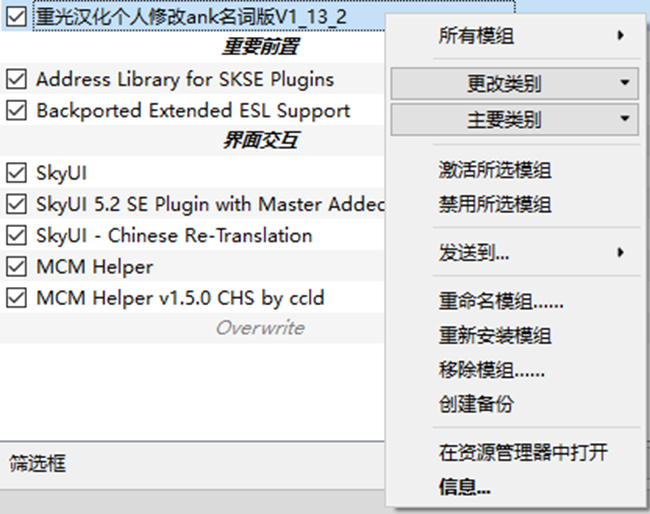 重光汉化个人修改ank名词版V1_13_2
重要前置
Address Library for SKSE Plugins
Backported Extended ESL Support
界面交互
SkyUI
SkyUI 5.2 SE Plugin with Master Added
SkyUI - Chinese Re-Translation
MCM Helper
MCM Helper v1.5.0 CHS by ccld
Overwrite
筛选框
所有模组
更改类别
主要类别
激活所选模组
禁用所选模组
发送到...
重命名模组......
重新安装模组
移除模组......
创建备份
在资源管理器中打开
信息...